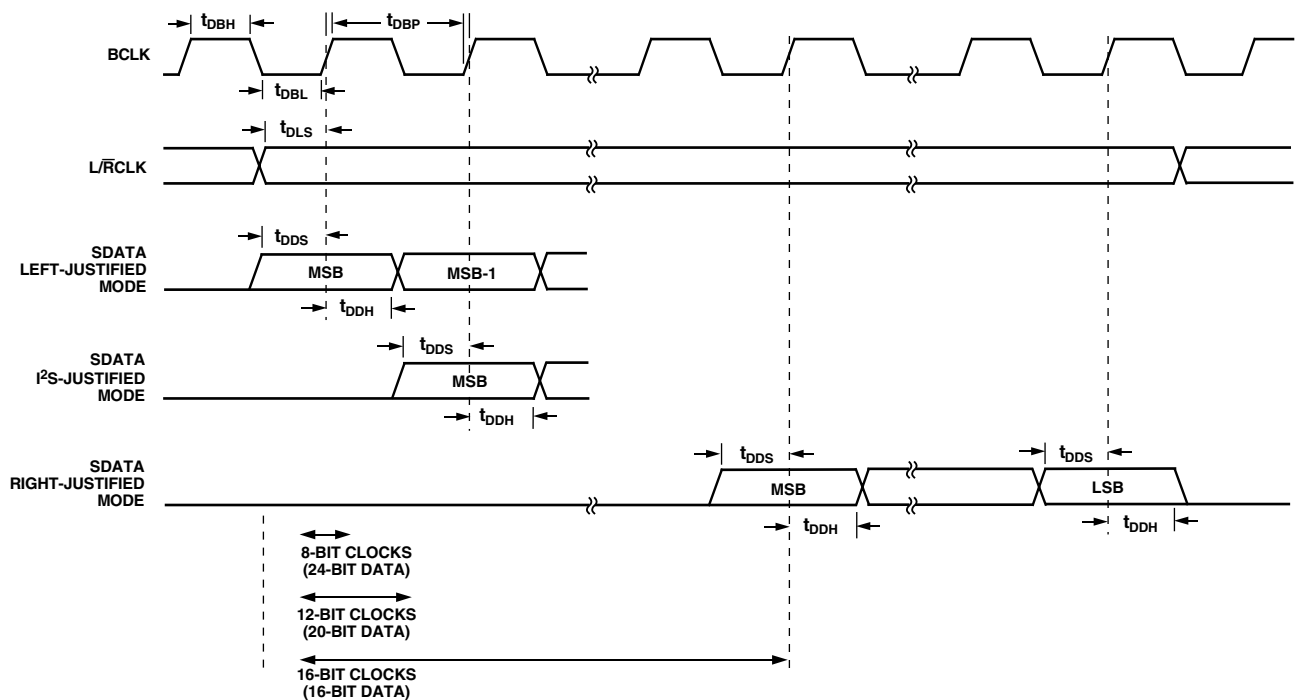 tDBH
tDBP
BCLK
tDBL
tDLS
L/R̅CLK
tDDS
SDATA
LEFT-JUSTIFIED
MODE
MSB
MSB-1
tDDH
SDATA
I²S-JUSTIFIED
MODE
tDDS
MSB
tDDH
SDATA
RIGHT-JUSTIFIED
MODE
tDDS
tDDS
MSB
LSB
tDDH
tDDH
8-BIT CLOCKS
(24-BIT DATA)
12-BIT CLOCKS
(20-BIT DATA)
16-BIT CLOCKS
(16-BIT DATA)